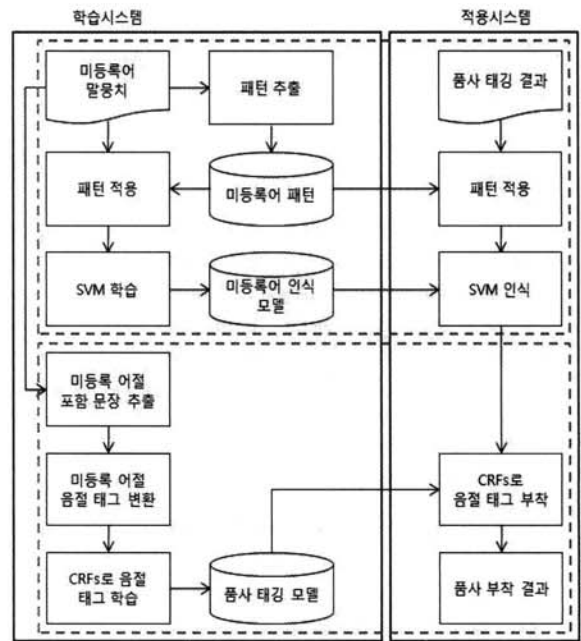 학습시스템
적용시스템
미등록어
말뭉치
패턴 추출
품사 태깅 결과
패턴 적용
미등록어 패턴
패턴 적용
SVM 학습
미등록어 인식
모델
SVM 인식
미등록 어절
포함 문장 추출
미등록 어절
음절 태그 변환
CRFs로
음절 태그 부착
CRFs로 음절
태그 학습
품사 태깅 모델
품사 부착 결과